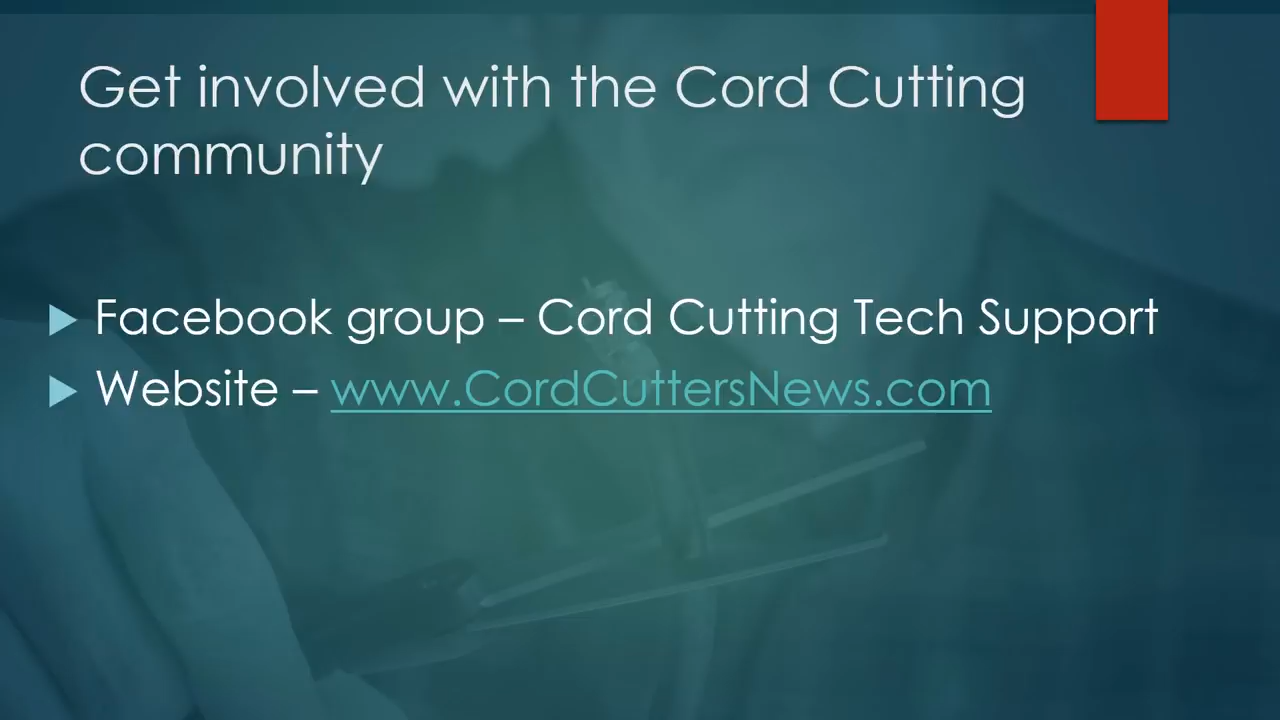 Get involved with the Cord Cutting
community
Facebook group – Cord Cutting Tech Support
Website – www.CordCuttersNews.com